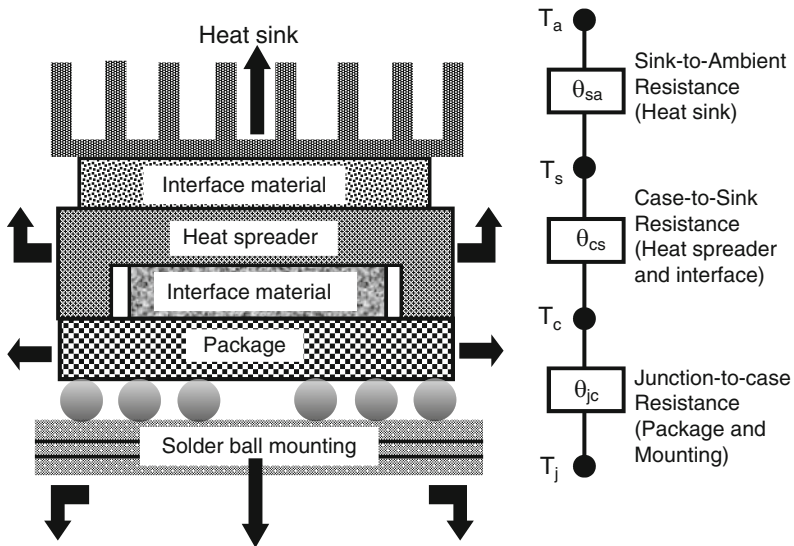 Heat sink
Interface material
Heat spreader
Interface material
Package
Solder ball mounting
Tₐ
θsa
Sink-to-Ambient
Resistance
(Heat sink)
Tₛ
θcs
Case-to-Sink
Resistance
(Heat spreader
and interface)
Tc
θjc
Junction-to-case
Resistance
(Package and
Mounting)
Tⱼ